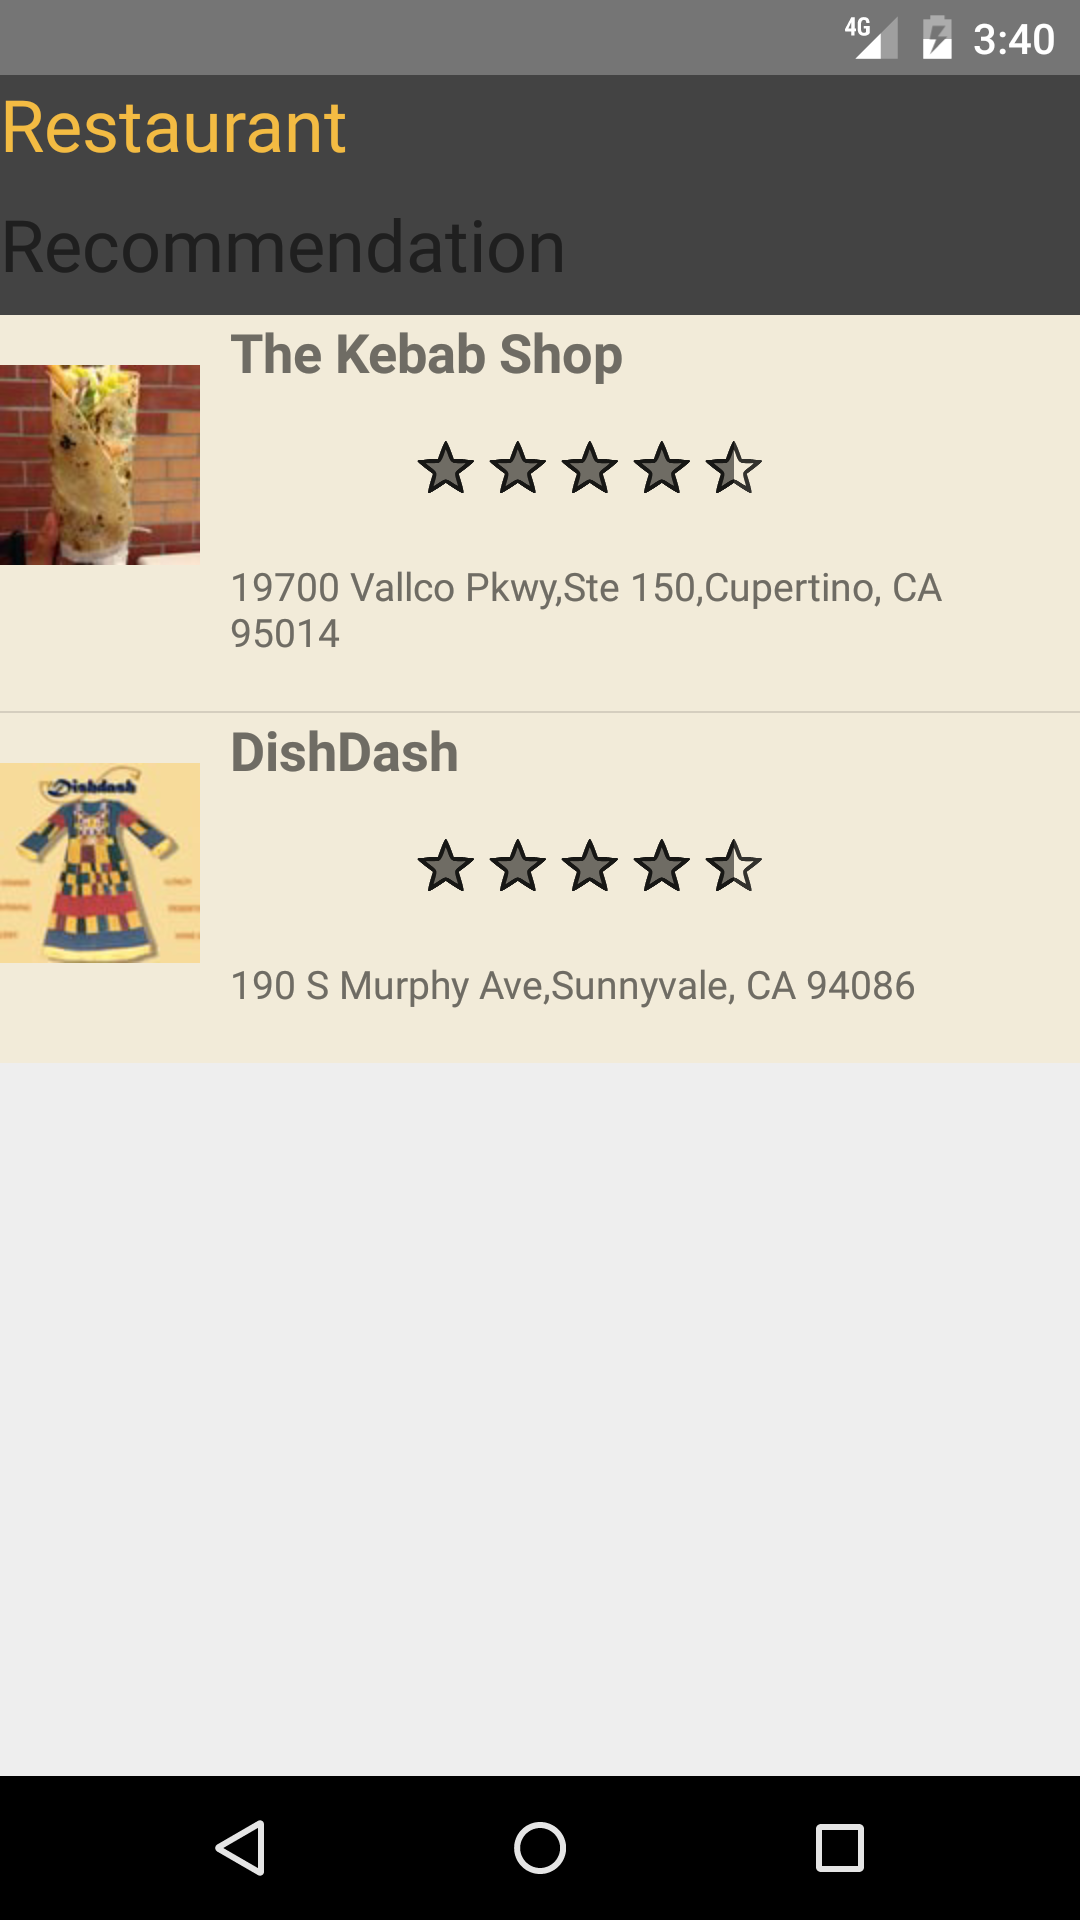 4G 3:40
Restaurant
Recommendation
The Kebab Shop
19700 Vallco Pkwy,Ste 150,Cupertino, CA
95014
DishDash
Dishdash
190 S Murphy Ave,Sunnyvale, CA 94086